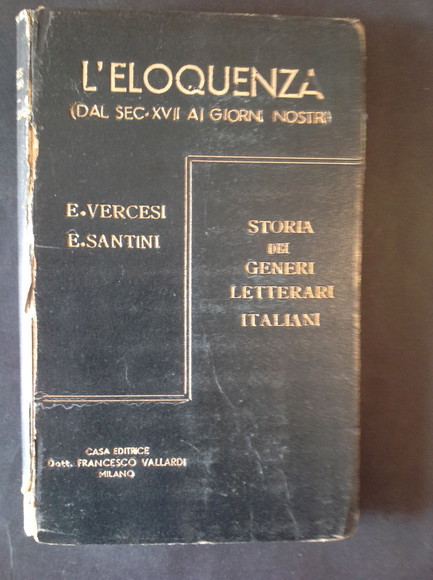 L'ELOQUENZA
(DAL SEC•XVII AI GIORNI NOSTRI)
E•VERCESI
E.SANTINI
STORIA
DEI
GENERI
LETTERARI
ITALIANI
CASA EDITRICE
Dott. FRANCESCO VALLARDI
MILANO